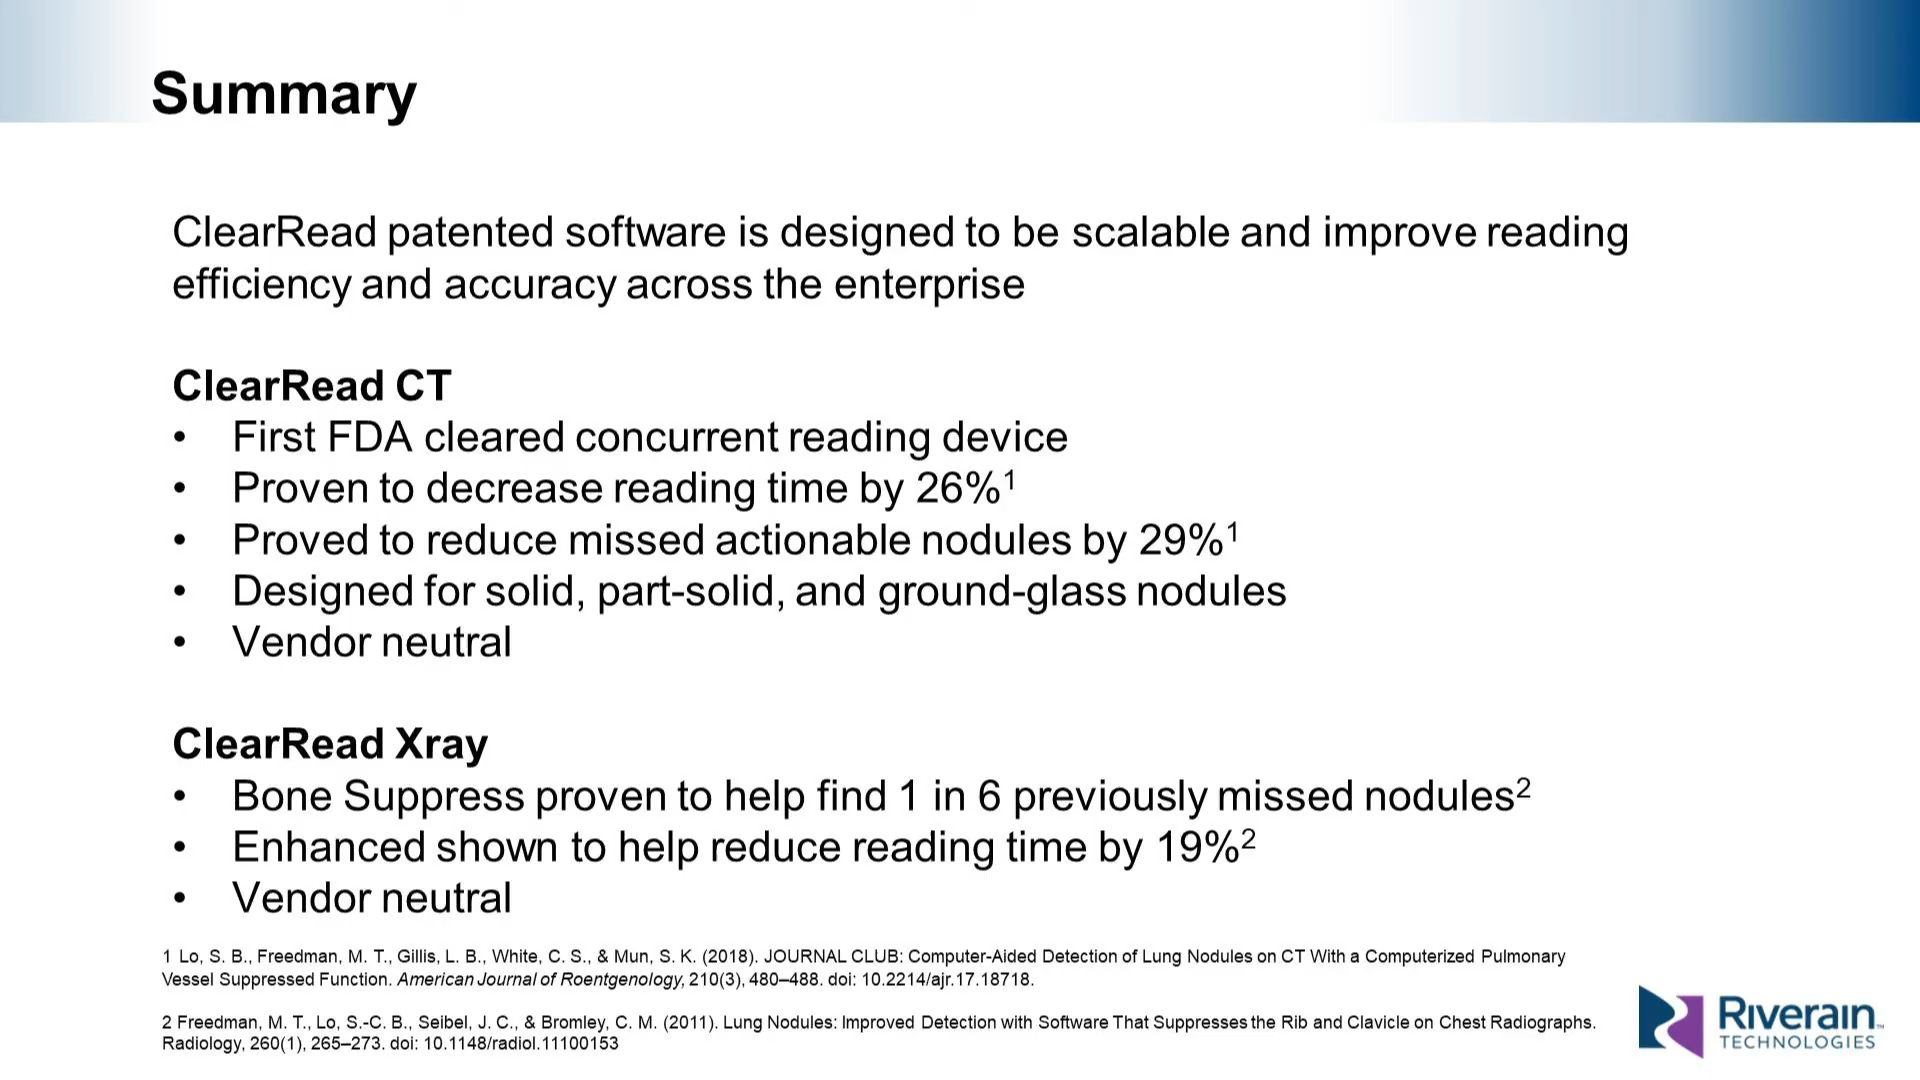 Summary
ClearRead patented software is designed to be scalable and improve reading
efficiency and accuracy across the enterprise
ClearRead CT
• First FDA cleared concurrent reading device
• Proven to decrease reading time by 26%¹
• Proved to reduce missed actionable nodules by 29%¹
• Designed for solid, part-solid, and ground-glass nodules
• Vendor neutral
ClearRead Xray
• Bone Suppress proven to help find 1 in 6 previously missed nodules²
• Enhanced shown to help reduce reading time by 19%²
• Vendor neutral
1 Lo, S. B., Freedman, M. T., Gillis, L. B., White, C. S., & Mun, S. K. (2018). JOURNAL CLUB: Computer-Aided Detection of Lung Nodules on CT With a Computerized Pulmonary
Vessel Suppressed Function. American Journal of Roentgenology, 210(3), 480–488. doi: 10.2214/ajr.17.18718.
2 Freedman, M. T., Lo, S.-C. B., Seibel, J. C., & Bromley, C. M. (2011). Lung Nodules: Improved Detection with Software That Suppresses the Rib and Clavicle on Chest Radiographs.
Radiology, 260(1), 265–273. doi: 10.1148/radiol.11100153
Riverain™
TECHNOLOGIES